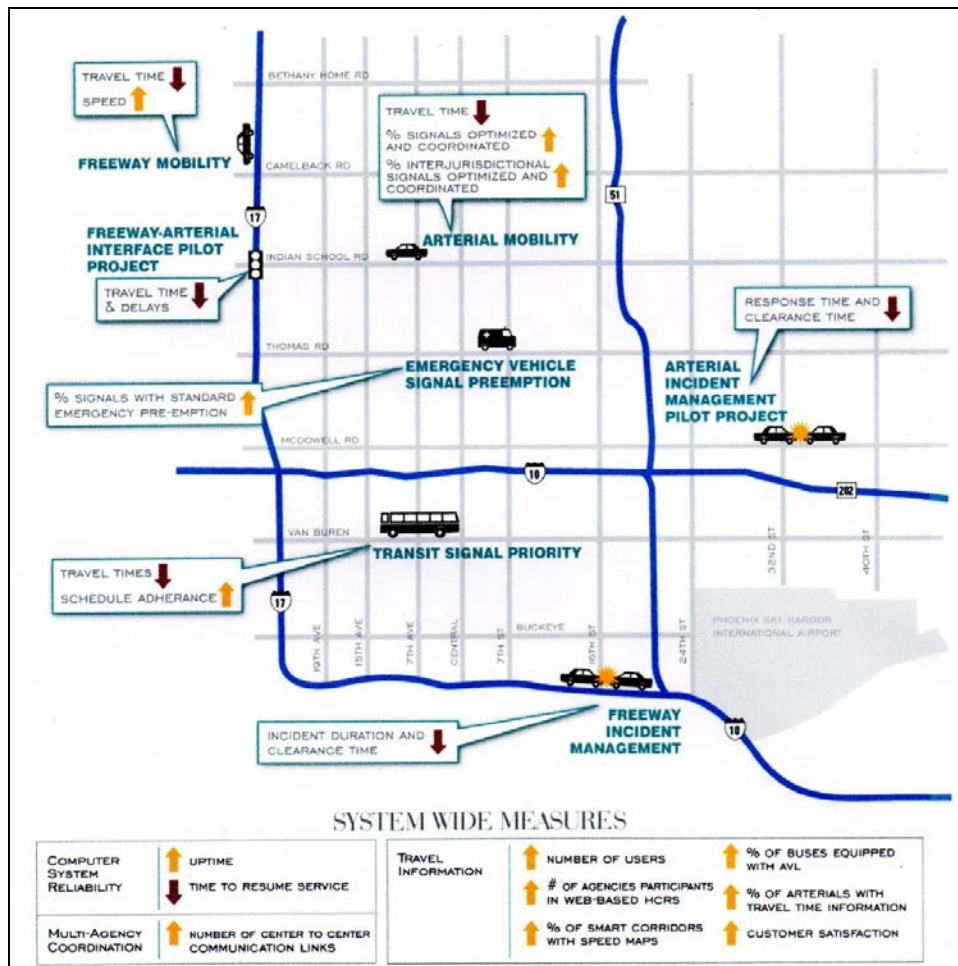 BETHANY HOME RD
TRAVEL TIME
SPEED
FREEWAY MOBILITY
TRAVEL TIME
% SIGNALS OPTIMIZED
AND COORDINATED
% INTERJURISDICTIONAL
SIGNALS OPTIMIZED AND
COORDINATED
CAMELBACK RD
51
17
FREEWAY-ARTERIAL
INTERFACE PILOT
PROJECT
ARTERIAL MOBILITY
INDIAN SCHOOL RD
TRAVEL TIME
& DELAYS
RESPONSE TIME AND
CLEARANCE TIME
THOMAS RD
EMERGENCY VEHICLE
SIGNAL PREEMPTION
ARTERIAL
INCIDENT
MANAGEMENT
PILOT PROJECT
% SIGNALS WITH STANDARD
EMERGENCY PRE-EMPTION
MCDOWELL RD
10
202
VAN BUREN
TRANSIT SIGNAL PRIORITY
TRAVEL TIMES
SCHEDULE ADHERANCE
17
32ND ST
40TH ST
19TH AVE
15TH AVE
7TH AVE
CENTRAL
7TH ST
BUCKEYE
16TH ST
24TH ST
PHOENIX SKY HARBOR
INTERNATIONAL AIRPORT
INCIDENT DURATION AND
CLEARANCE TIME
FREEWAY
INCIDENT
MANAGEMENT
10
SYSTEM WIDE MEASURES
COMPUTER
SYSTEM
RELIABILITY
UPTIME
TIME TO RESUME SERVICE
MULTI-AGENCY
COORDINATION
NUMBER OF CENTER TO CENTER
COMMUNICATION LINKS
TRAVEL
INFORMATION
NUMBER OF USERS
# OF AGENCIES PARTICIPANTS
IN WEB-BASED HCRS
% OF SMART CORRIDORS
WITH SPEED MAPS
% OF BUSES EQUIPPED
WITH AVL
% OF ARTERIALS WITH
TRAVEL TIME INFORMATION
CUSTOMER SATISFACTION